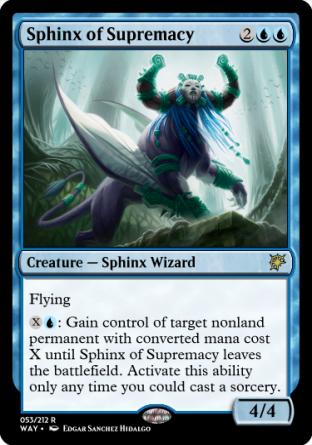 Sphinx of Supremacy 2
Creature — Sphinx Wizard
Flying
X : Gain control of target nonland
permanent with converted mana cost
X until Sphinx of Supremacy leaves
the battlefield. Activate this ability
only any time you could cast a sorcery.
4/4
053/212 R
WAY • Edgar Sanchez Hidalgo